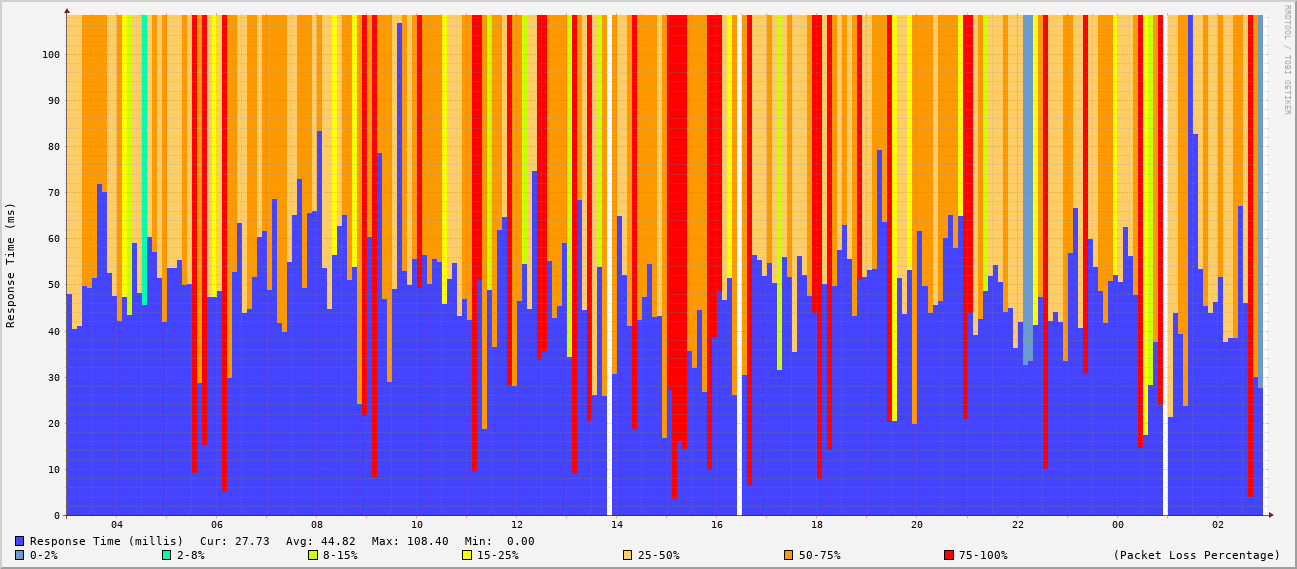 RRDTOOL / TOBI OETIKER
Response Time (ms)
100
90
80
70
60
50
40
30
20
10
0
04 06 08 10 12 14 16 18 20 22 00 02
Response Time (millis) Cur: 27.73 Avg: 44.82 Max: 108.40 Min: 0.00
0-2% 2-8% 8-15% 15-25% 25-50% 50-75% 75-100% (Packet Loss Percentage)